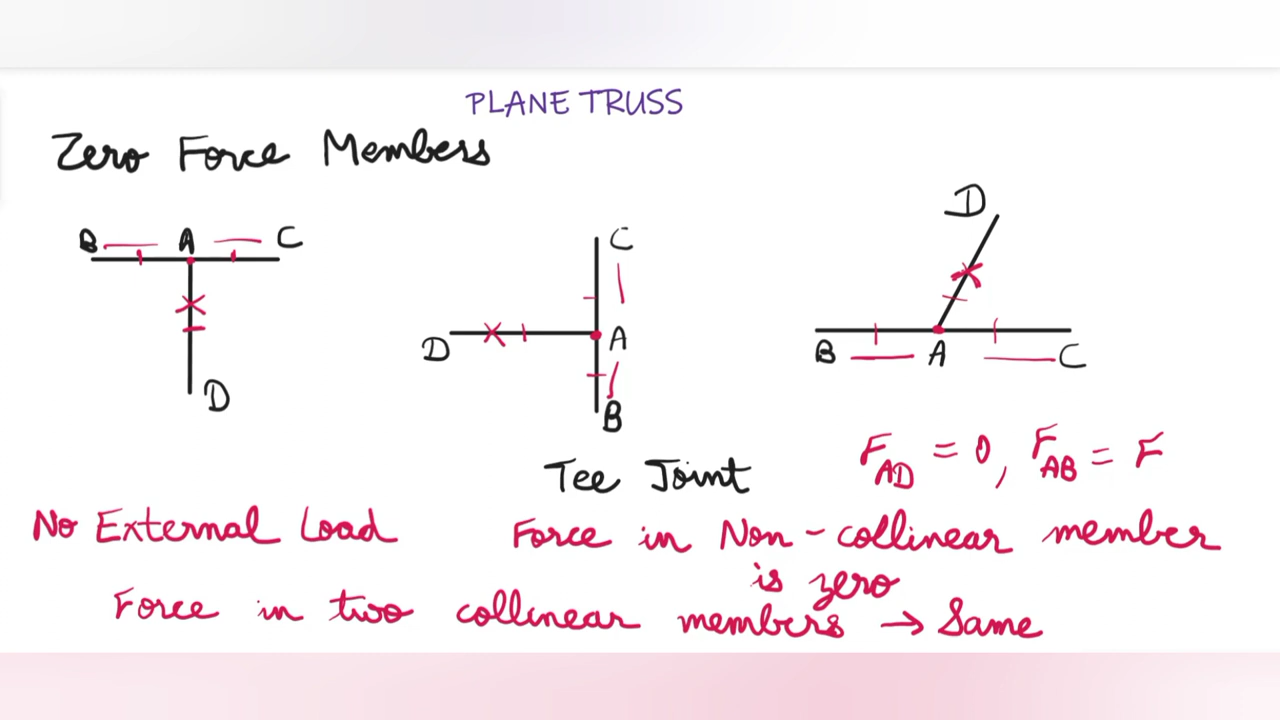 PLANE TRUSS
Zero Force Members
B A C
D
C
D A
B
D
B A C
Tee Joint
F_AD = 0, F_AB = F
No External Load
Force in Non-collinear member
is zero
Force in two collinear members → Same